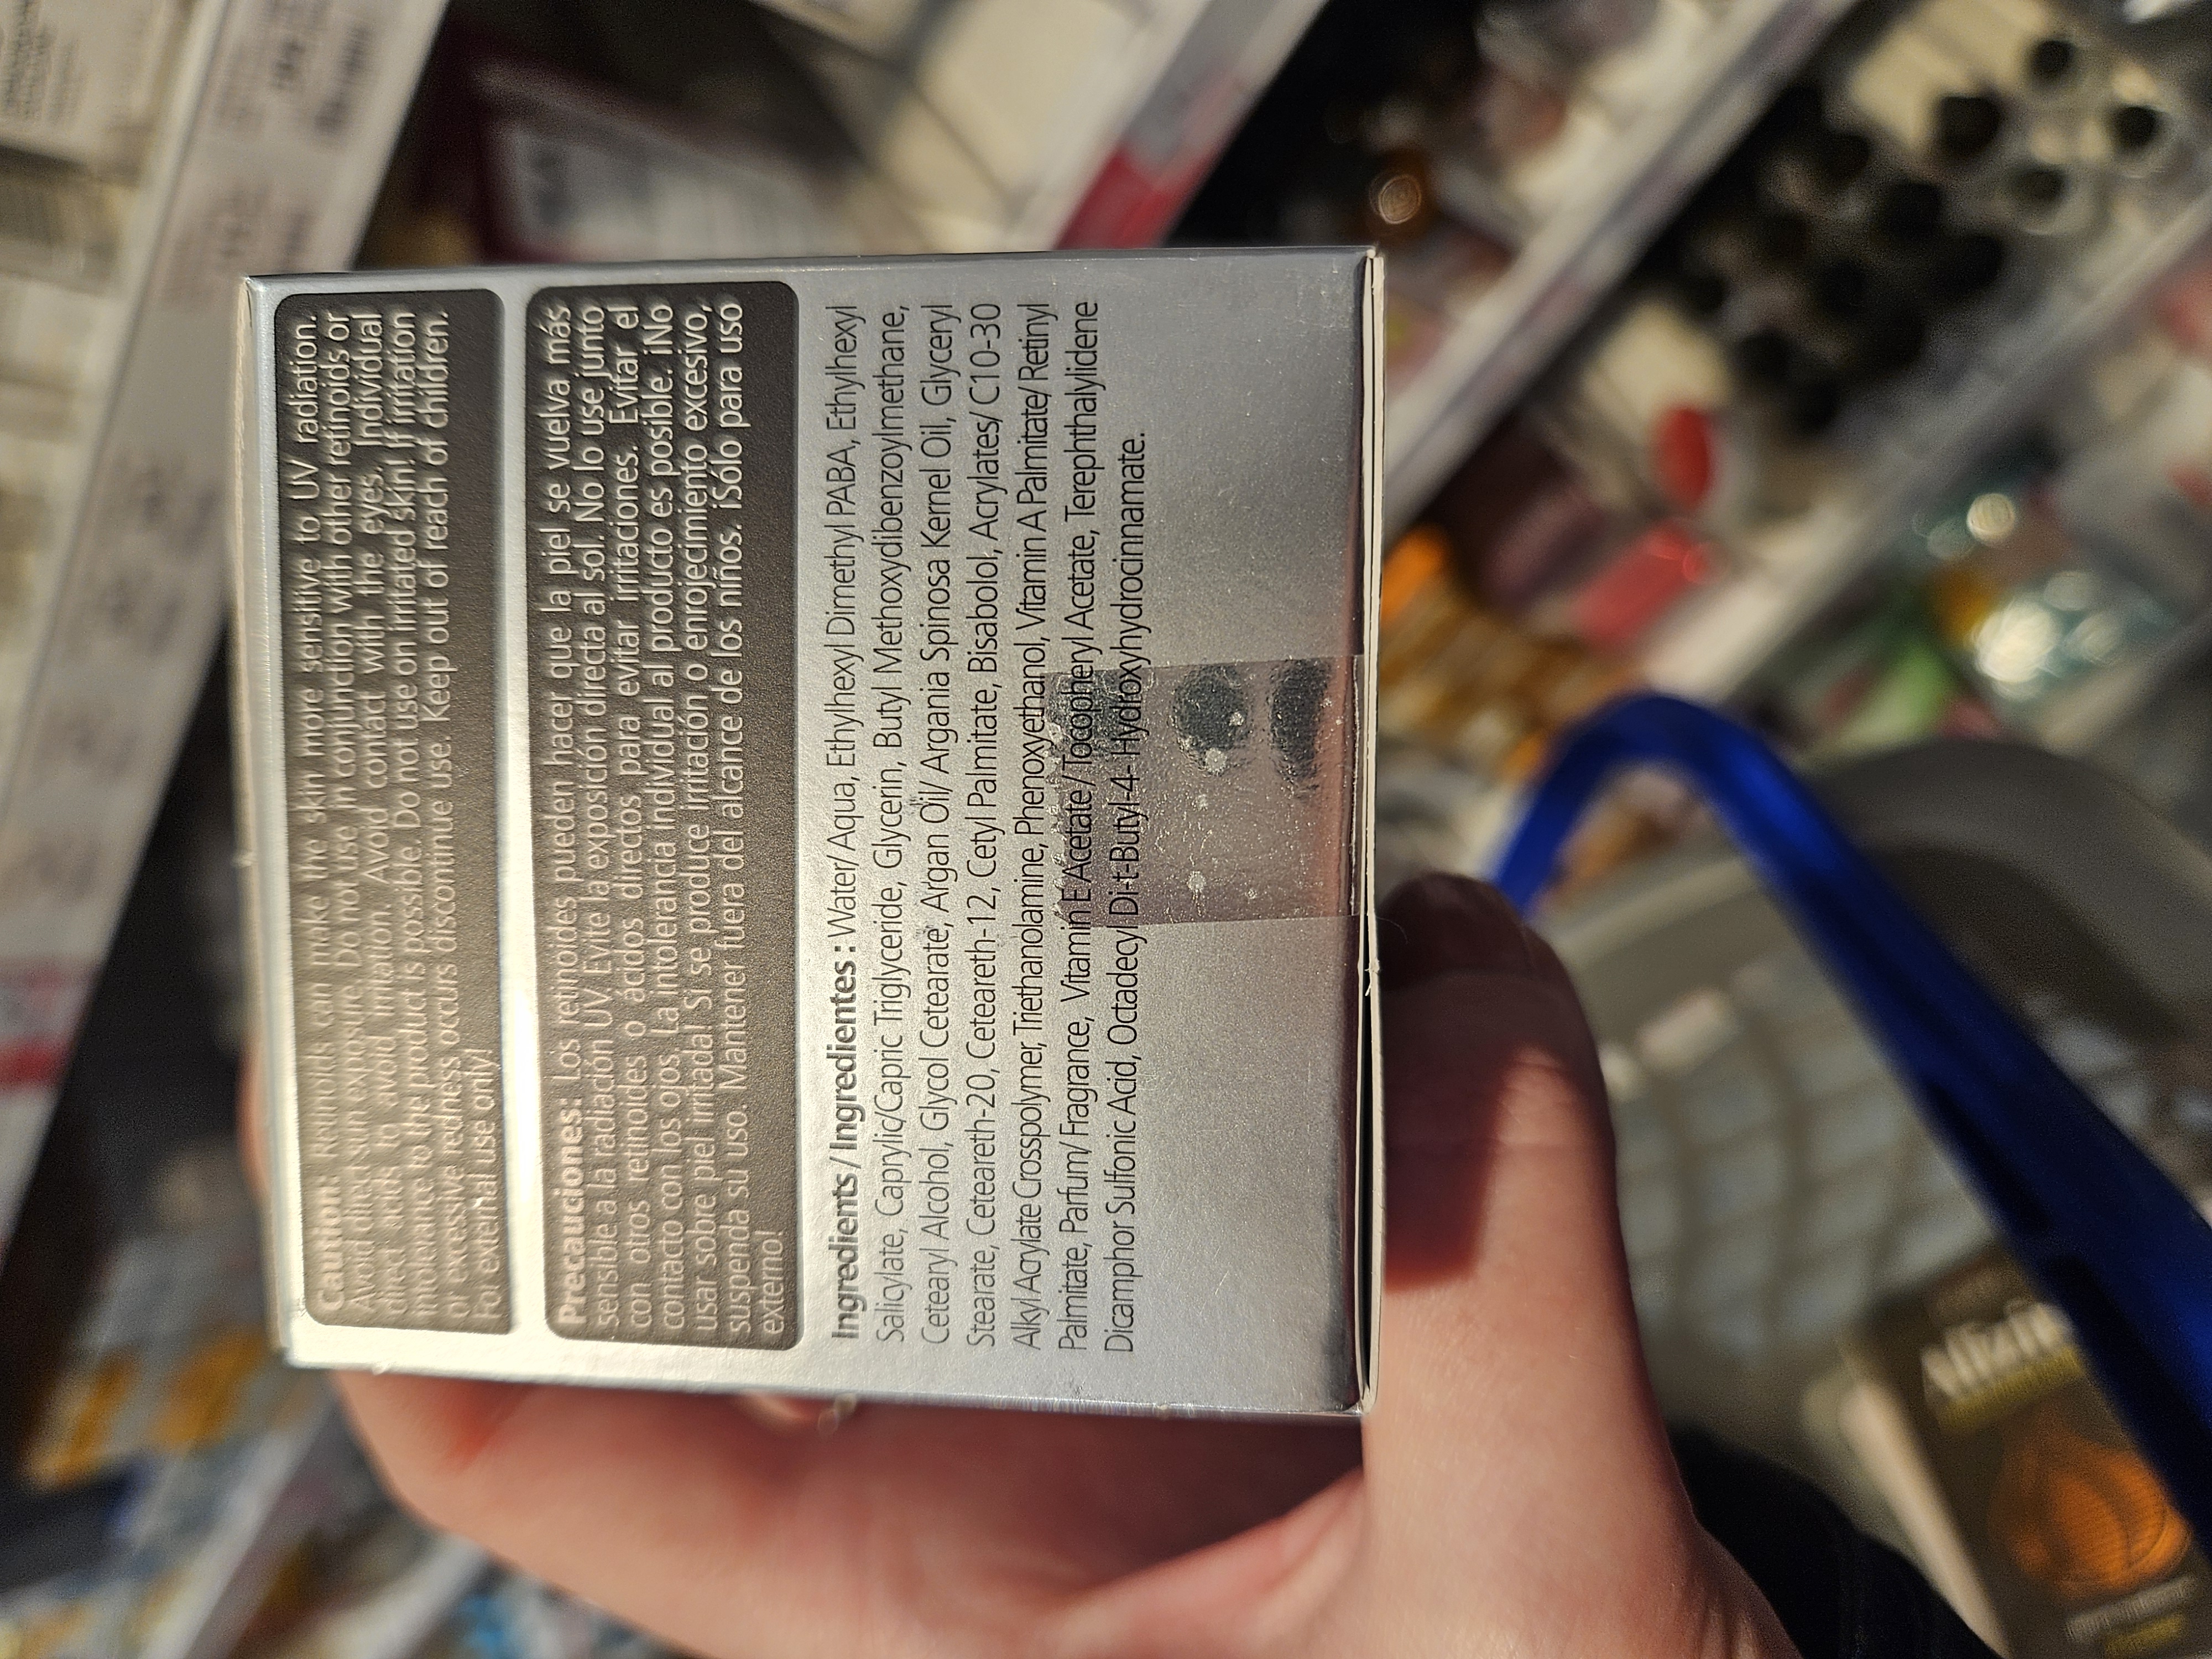 Caution: Retinoids can make the skin more sensitive to UV radiation.
Avoid direct sun exposure. Do not use in conjunction with other retinoids or
direct acids to avoid irritation. Avoid contact with the eyes. Individual
intolerance to the product is possible. Do not use on irritated skin! If irritation
or excessive redness occurs discontinue use. Keep out of reach of children.
For external use only!
Precauciones: Los retinoides pueden hacer que la piel se vuelva más
sensible a la radiación UV. Evite la exposición directa al sol. No lo use junto
con otros retinoides o ácidos directos para evitar irritaciones. Evitar el
contacto con los ojos. La intolerancia individual al producto es posible. ¡No
usar sobre piel irritada! Si se produce irritación o enrojecimiento excesivo,
suspenda su uso. Mantener fuera del alcance de los niños. ¡Sólo para uso
externo!
Ingredients / Ingredientes : Water/ Aqua, Ethylhexyl Dimethyl PABA, Ethylhexyl
Salicylate, Caprylic/Capric Triglyceride, Glycerin, Butyl Methoxydibenzoylmethane,
Cetearyl Alcohol, Glycol Cetearate, Argan Oil/ Argania Spinosa Kernel Oil, Glyceryl
Stearate, Ceteareth-20, Ceteareth-12, Cetyl Palmitate, Bisabolol, Acrylates/ C10-30
Alkyl Acrylate Crosspolymer, Triethanolamine, Phenoxyethanol, Vitamin A Palmitate/ Retinyl
Palmitate, Parfum/ Fragrance, Vitamin E Acetate / Tocopheryl Acetate, Terephthalylidene
Dicamphor Sulfonic Acid, Octadecyl Di-t-Butyl-4- Hydroxyhydrocinnamate.